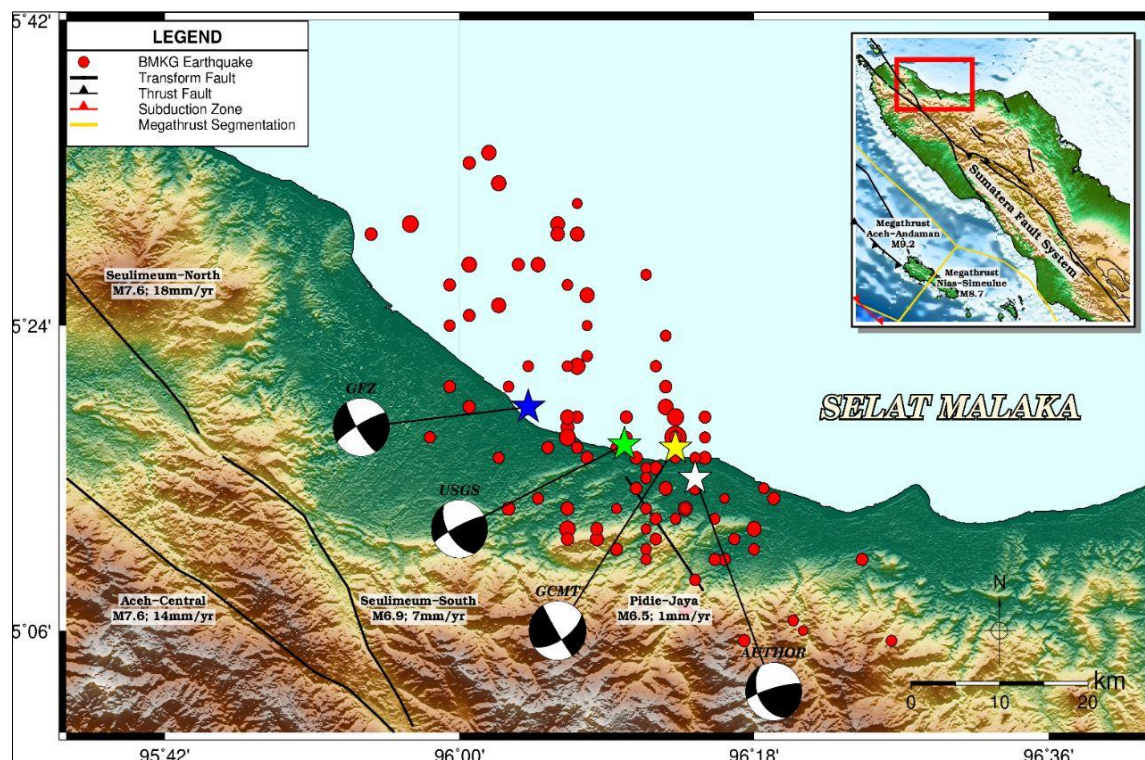 5°42'
LEGEND
BMKG Earthquake
Transform Fault
Thrust Fault
Subduction Zone
Megathrust Segmentation
Sumatera Fault System
Megathrust
Aceh-Andaman
M9.2
Megathrust
Nias-Simeulue
M8.7
Seulimeum-North
M7.6; 18mm/yr
5°24'
GFZ
SELAT MALAKA
USGS
GCMT
Aceh-Central
M7.6; 14mm/yr
Seulimeum-South
M6.9; 7mm/yr
Pidie-Jaya
M6.5; 1mm/yr
N
5°06'
AUTHOR
km
0 10 20
95°42' 96°00' 96°18' 96°36'